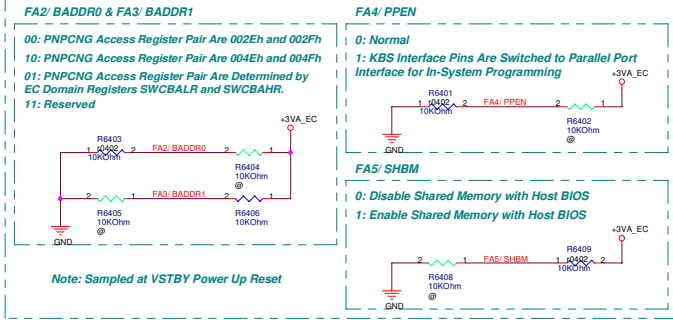 FA2/ BADDR0 & FA3/ BADDR1
00: PNPCNG Access Register Pair Are 002Eh and 002Fh
10: PNPCNG Access Register Pair Are 004Eh and 004Fh
01: PNPCNG Access Register Pair Are Determined by
EC Domain Registers SWCBALR and SWCBAHR.
11: Reserved
+3VA_EC
R6403
1 r0402 2 FA2/ BADDR0 2 1
10KOhm
R6404
10KOhm
@
2 1 FA3/ BADDR1 2 1
R6405
10KOhm
@
R6406
10KOhm
GND
Note: Sampled at VSTBY Power Up Reset
FA4/ PPEN
0: Normal
1: KBS Interface Pins Are Switched to Parallel Port
Interface for In-System Programming
+3VA_EC
R6401
1 r0402 2 FA4/ PPEN 2 1
10KOhm
R6402
10KOhm
@
GND
FA5/ SHBM
0: Disable Shared Memory with Host BIOS
1: Enable Shared Memory with Host BIOS
+3VA_EC
R6409
2 1 FA5/ SHBM 1 r0402 2
10KOhm
R6408
10KOhm
@
GND